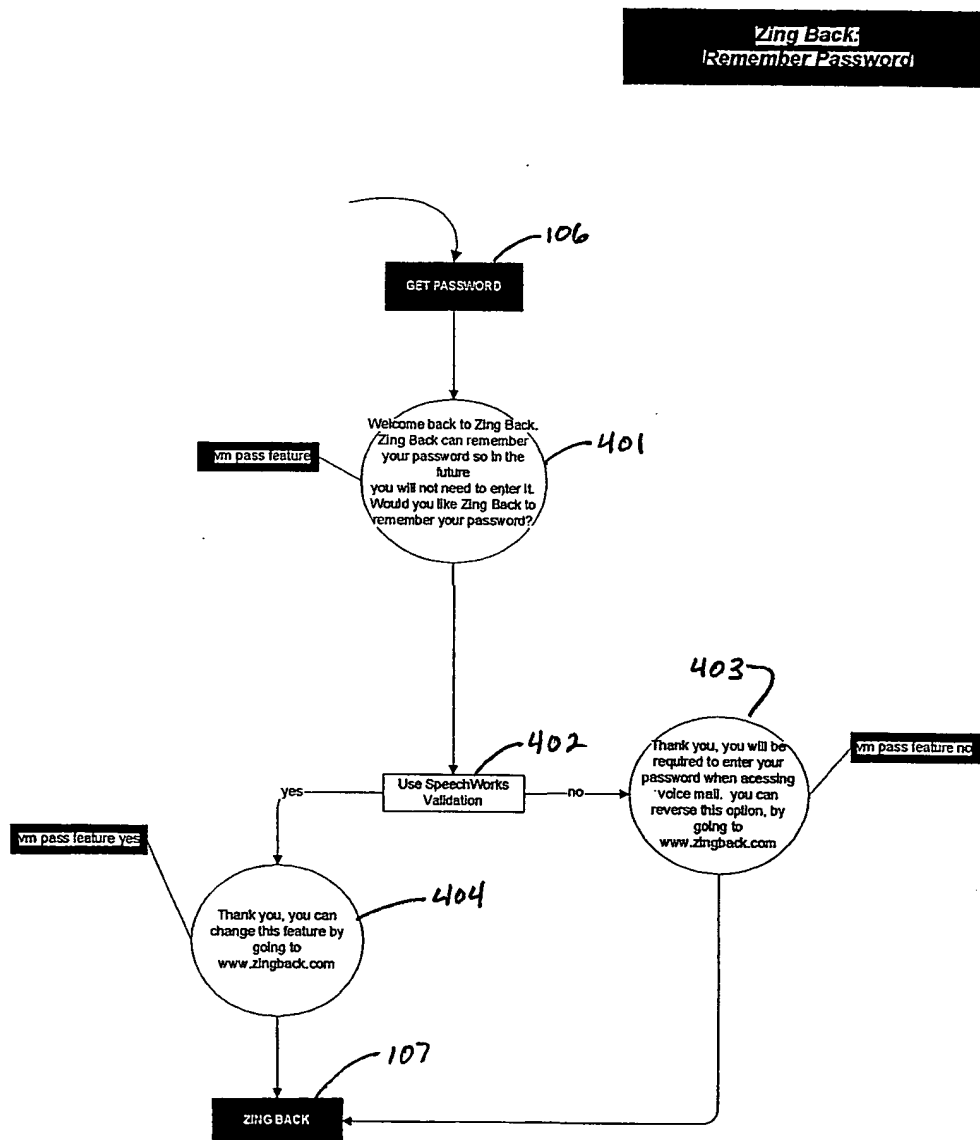 Zing Back:
Remember Password
106
GET PASSWORD
Welcome back to Zing Back.
Zing Back can remember
your password so in the
future
you will not need to enter it.
Would you like Zing Back to
remember your password?
401
vm pass feature
403
402
Thank you, you will be
required to enter your
password when acessing
voice mail. you can
reverse this option, by
going to
www.zingback.com
vm pass feature no
yes
Use SpeechWorks
Validation
no
vm pass feature yes
404
Thank you, you can
change this feature by
going to
www.zingback.com
107
ZING BACK